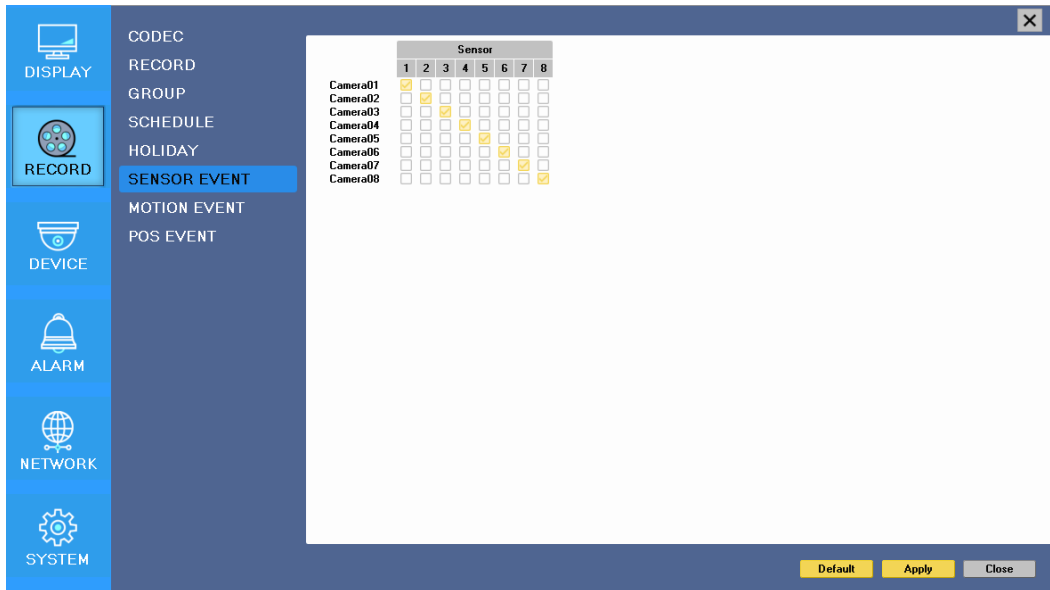 DISPLAY
RECORD
DEVICE
ALARM
NETWORK
SYSTEM
CODEC
RECORD
GROUP
SCHEDULE
HOLIDAY
SENSOR EVENT
MOTION EVENT
POS EVENT
Sensor
1 2 3 4 5 6 7 8
Camera01
Camera02
Camera03
Camera04
Camera05
Camera06
Camera07
Camera08
Default Apply Close